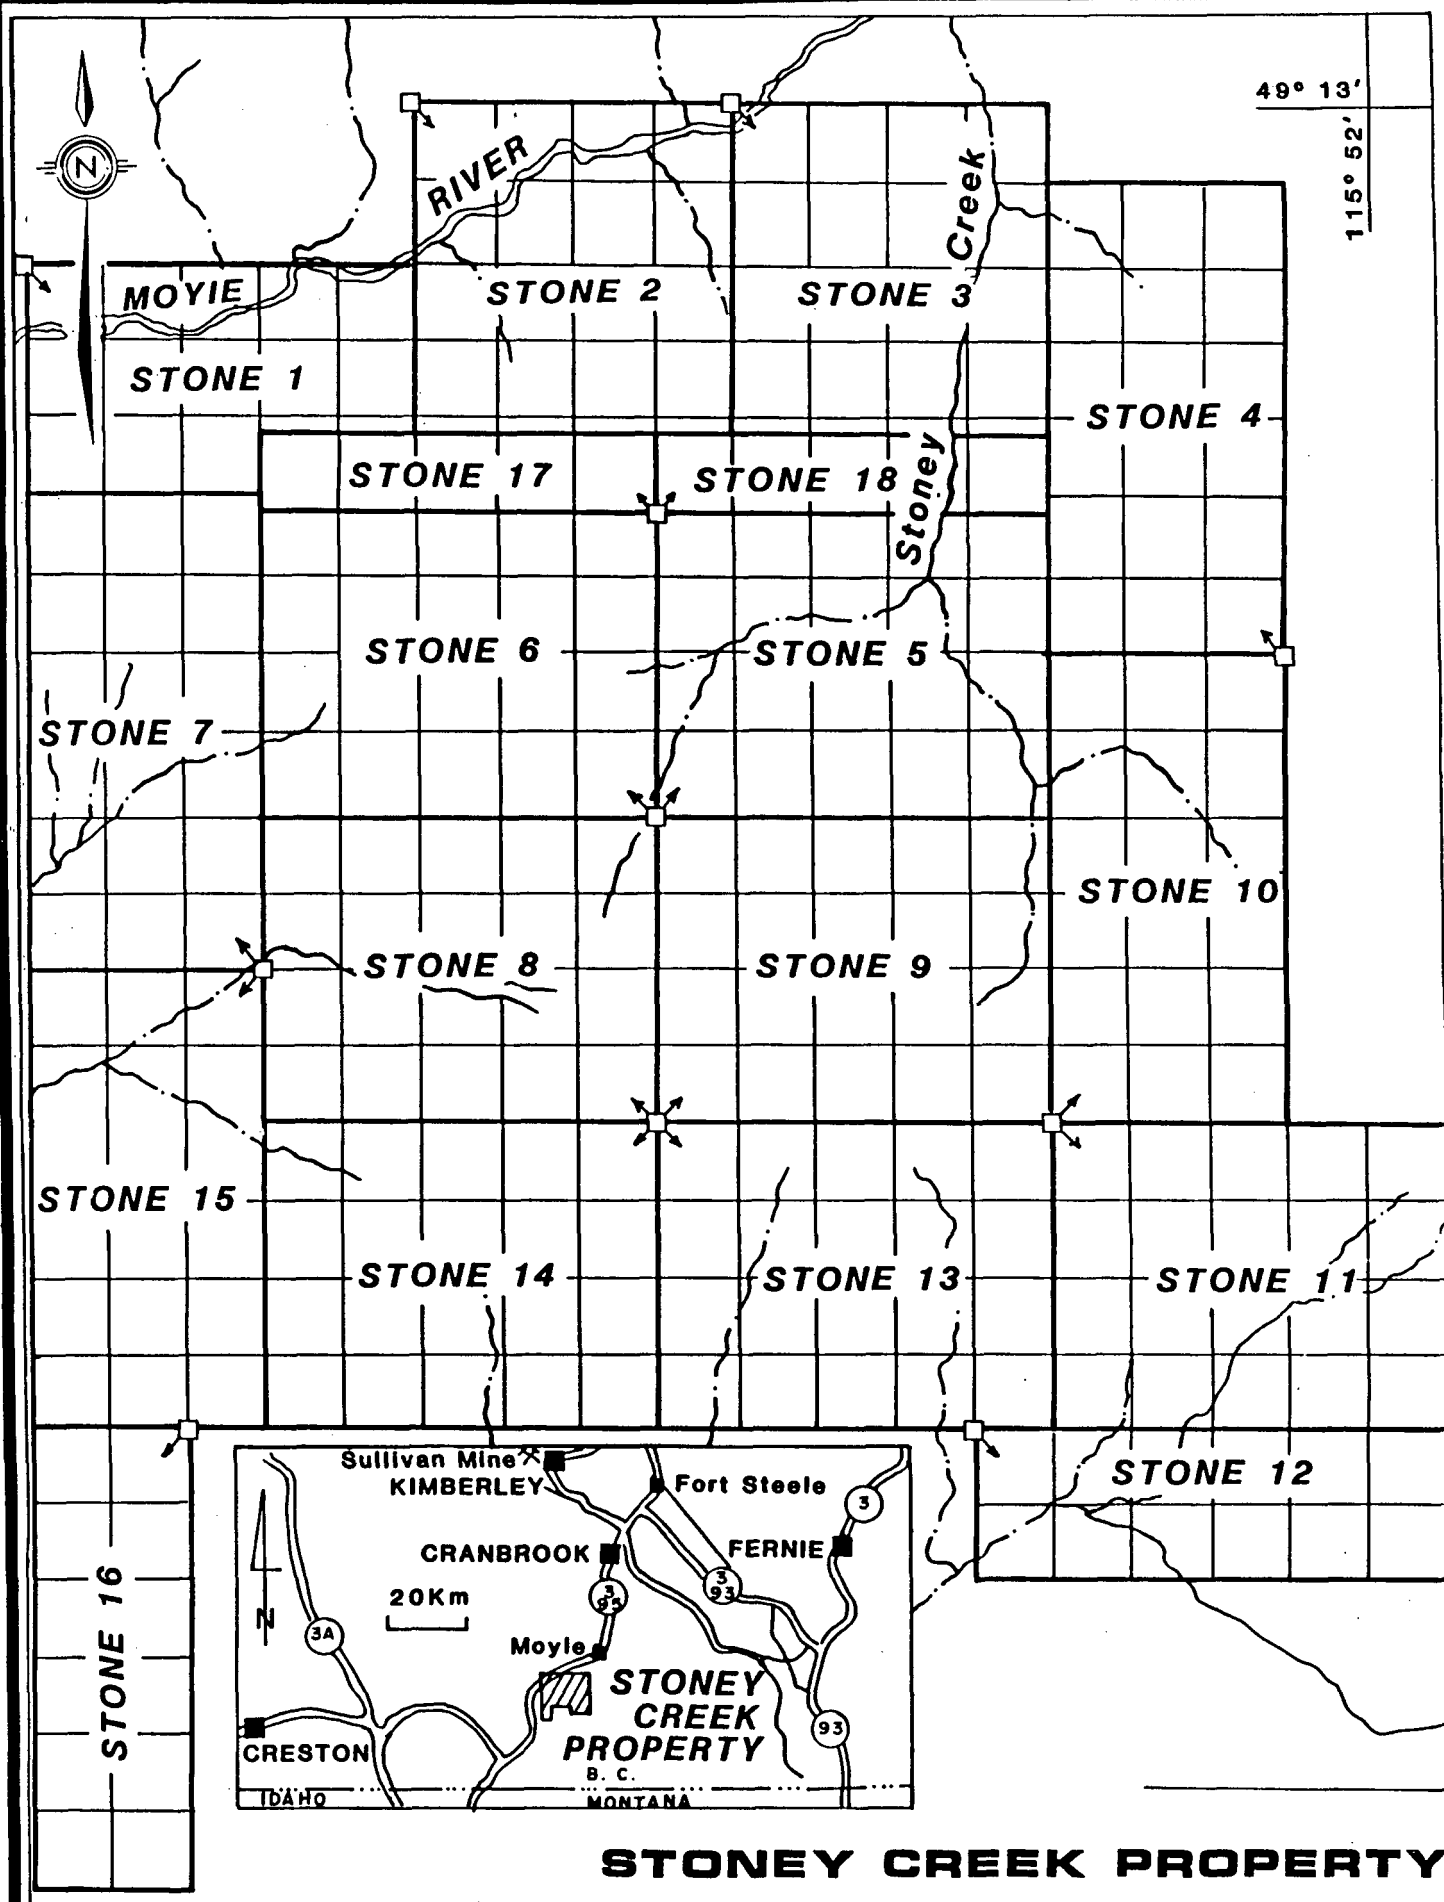 49° 13'
115° 52'
N
RIVER
Creek
MOYIE
STONE 2
STONE 3
STONE 1
STONE 4
STONE 17
STONE 18
Stoney
STONE 6
STONE 5
STONE 7
STONE 10
STONE 8
STONE 9
STONE 15
STONE 14
STONE 13
STONE 11
STONE 12
STONE 16
Sullivan Mine
KIMBERLEY
Fort Steele
3
CRANBROOK
FERNIE
3
93
3
93
20Km
N
3A
Moyie
STONEY
CREEK
PROPERTY
93
CRESTON
B. C.
IDAHO
MONTANA
STONEY CREEK PROPERTY